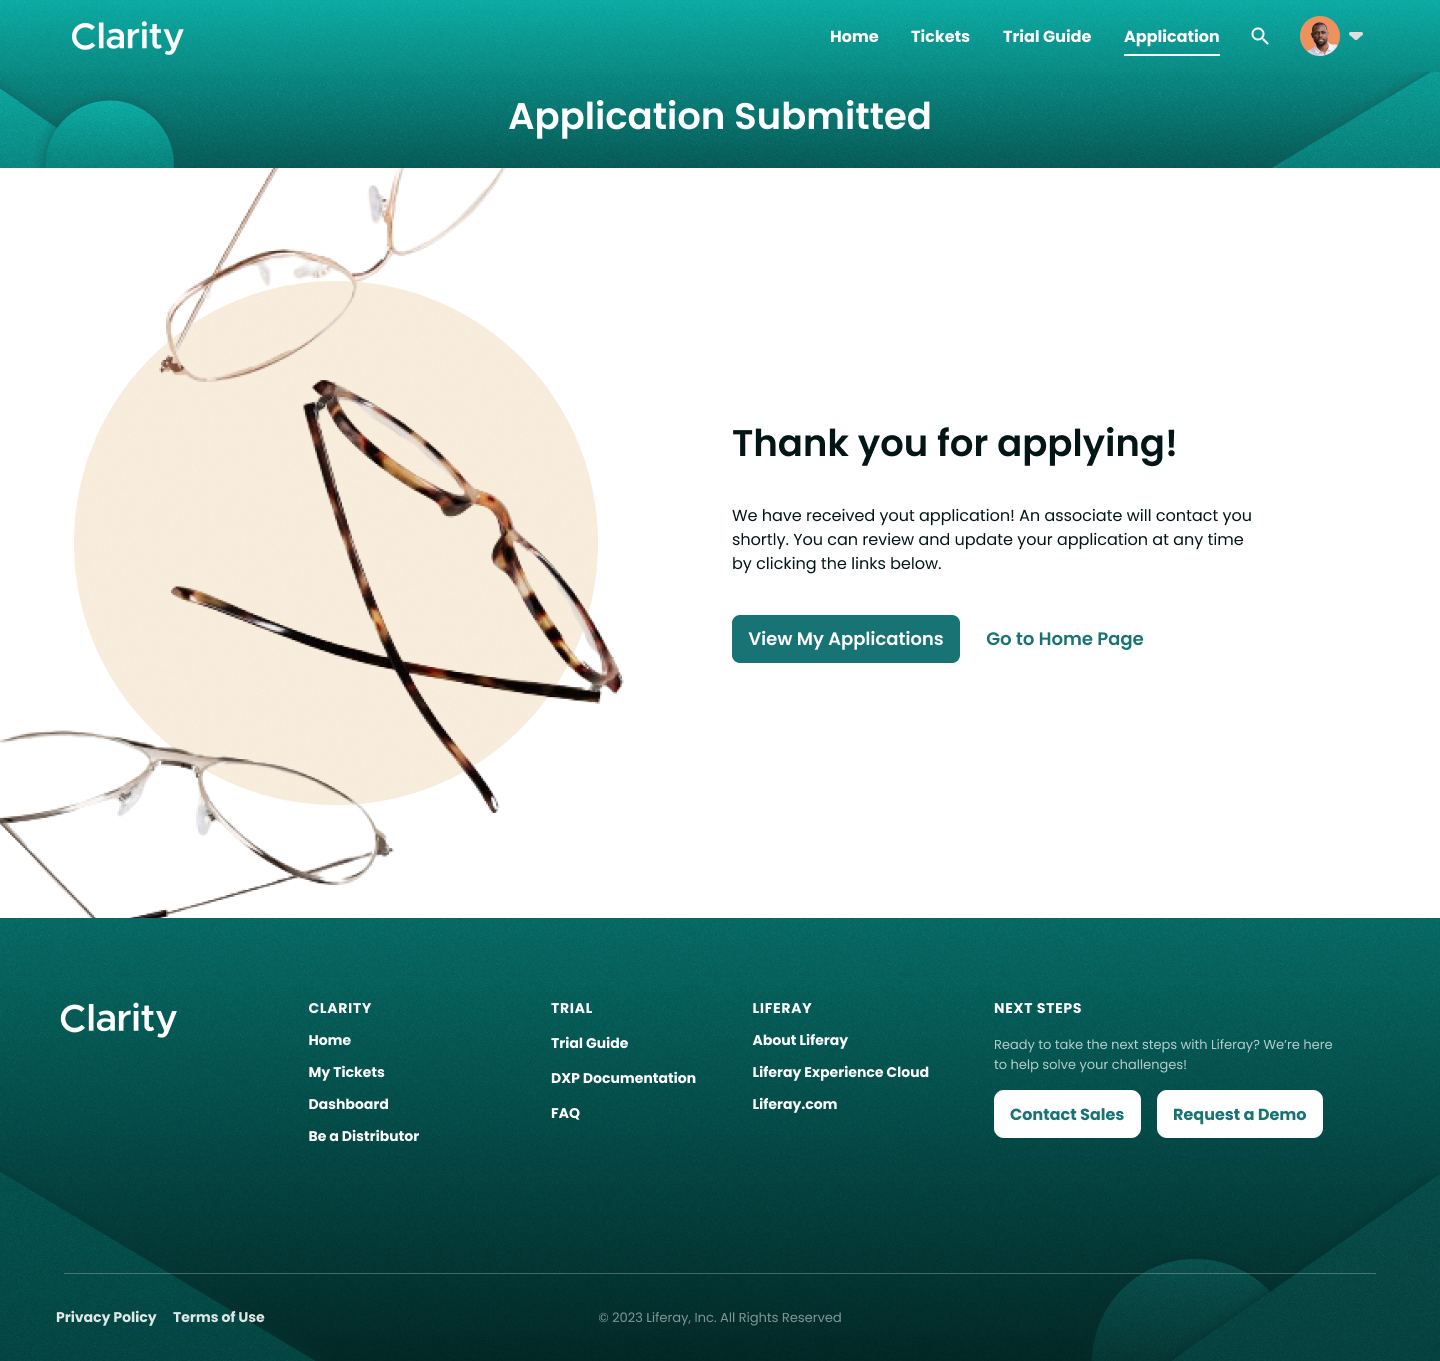 Clarity
Home Tickets Trial Guide Application
Application Submitted
Thank you for applying!
We have received yout application! An associate will contact you
shortly. You can review and update your application at any time
by clicking the links below.
View My Applications Go to Home Page
Clarity
CLARITY
Home
My Tickets
Dashboard
Be a Distributor
TRIAL
Trial Guide
DXP Documentation
FAQ
LIFERAY
About Liferay
Liferay Experience Cloud
Liferay.com
NEXT STEPS
Ready to take the next steps with Liferay? We’re here
to help solve your challenges!
Contact Sales Request a Demo
Privacy Policy Terms of Use
© 2023 Liferay, Inc. All Rights Reserved